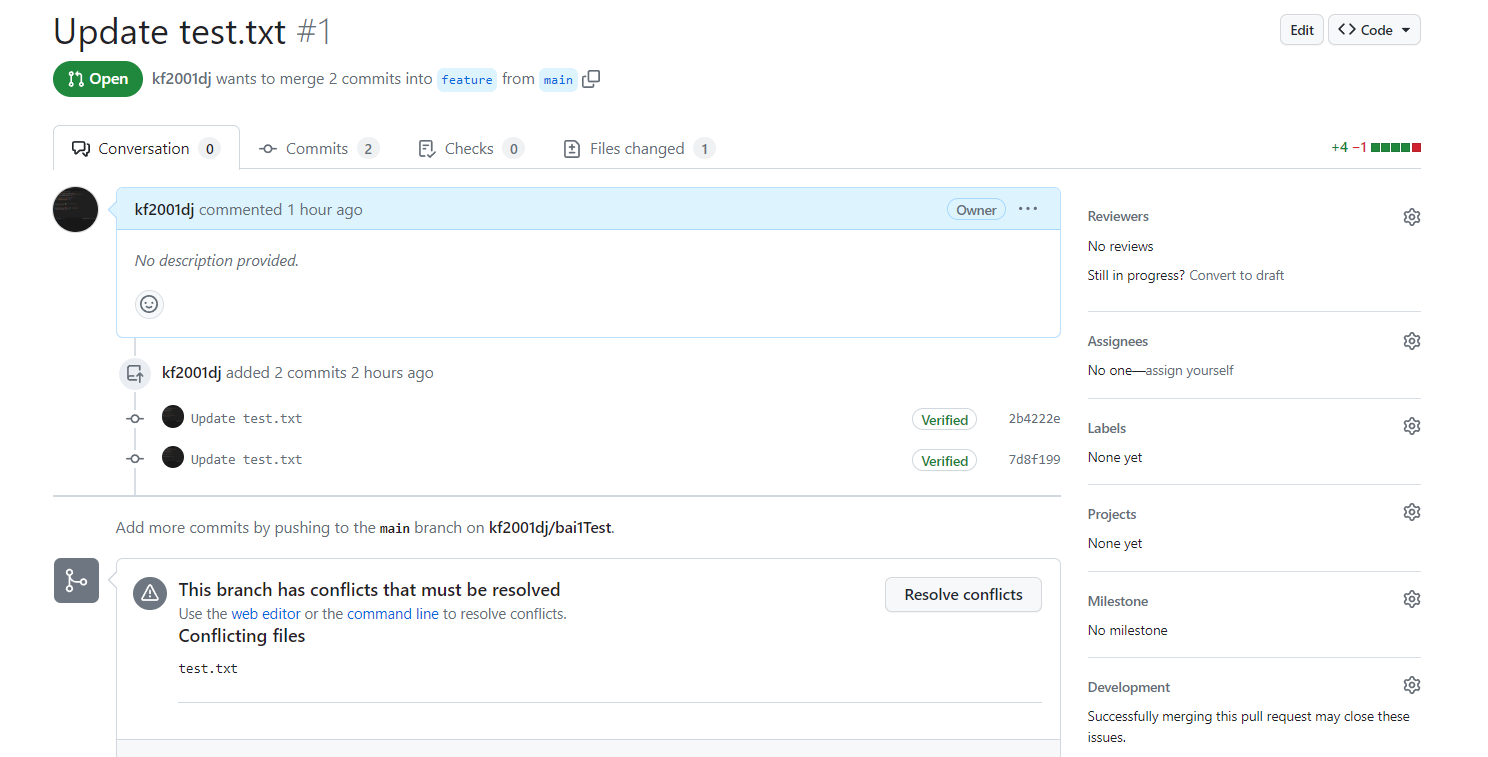 Update test.txt #1
Edit
Code
Open
kf2001dj wants to merge 2 commits into feature from main
Conversation 0
Commits 2
Checks 0
Files changed 1
+4 −1
kf2001dj commented 1 hour ago
Owner
No description provided.
kf2001dj added 2 commits 2 hours ago
Update test.txt
Verified
2b4222e
Update test.txt
Verified
7d8f199
Add more commits by pushing to the main branch on kf2001dj/bai1Test.
This branch has conflicts that must be resolved
Use the web editor or the command line to resolve conflicts.
Resolve conflicts
Conflicting files
test.txt
Reviewers
No reviews
Still in progress? Convert to draft
Assignees
No one—assign yourself
Labels
None yet
Projects
None yet
Milestone
No milestone
Development
Successfully merging this pull request may close these
issues.